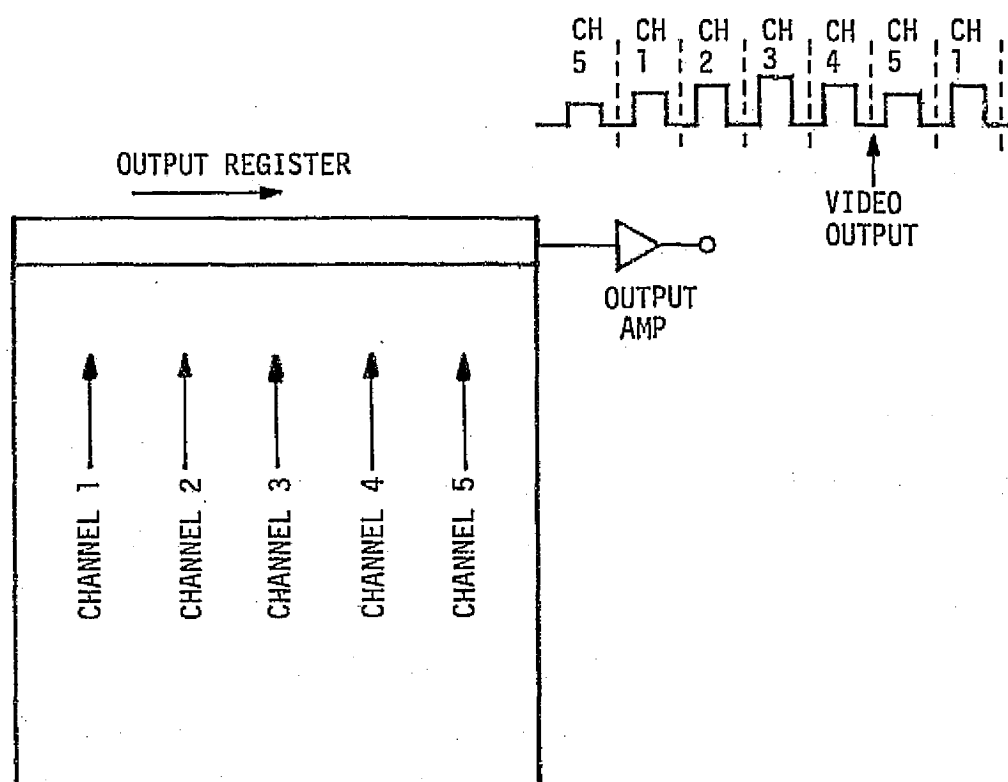 CH CH CH CH CH CH CH
5 1 2 3 4 5 1
OUTPUT REGISTER
VIDEO
OUTPUT
OUTPUT
AMP
CHANNEL 1
CHANNEL 2
CHANNEL 3
CHANNEL 4
CHANNEL 5